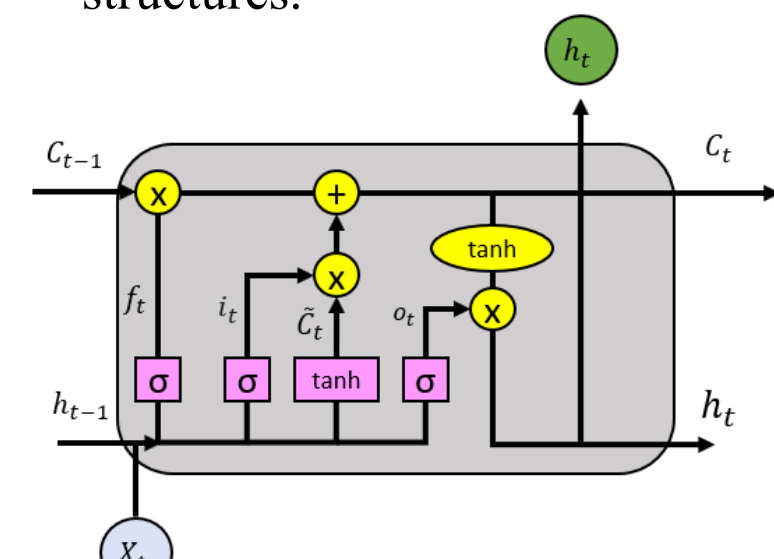 structures:
h_t
C_{t-1}
C_t
x
+
tanh
x
f_t
i_t
C̃_t
o_t
x
σ
σ
tanh
σ
h_{t-1}
h_t
X_t